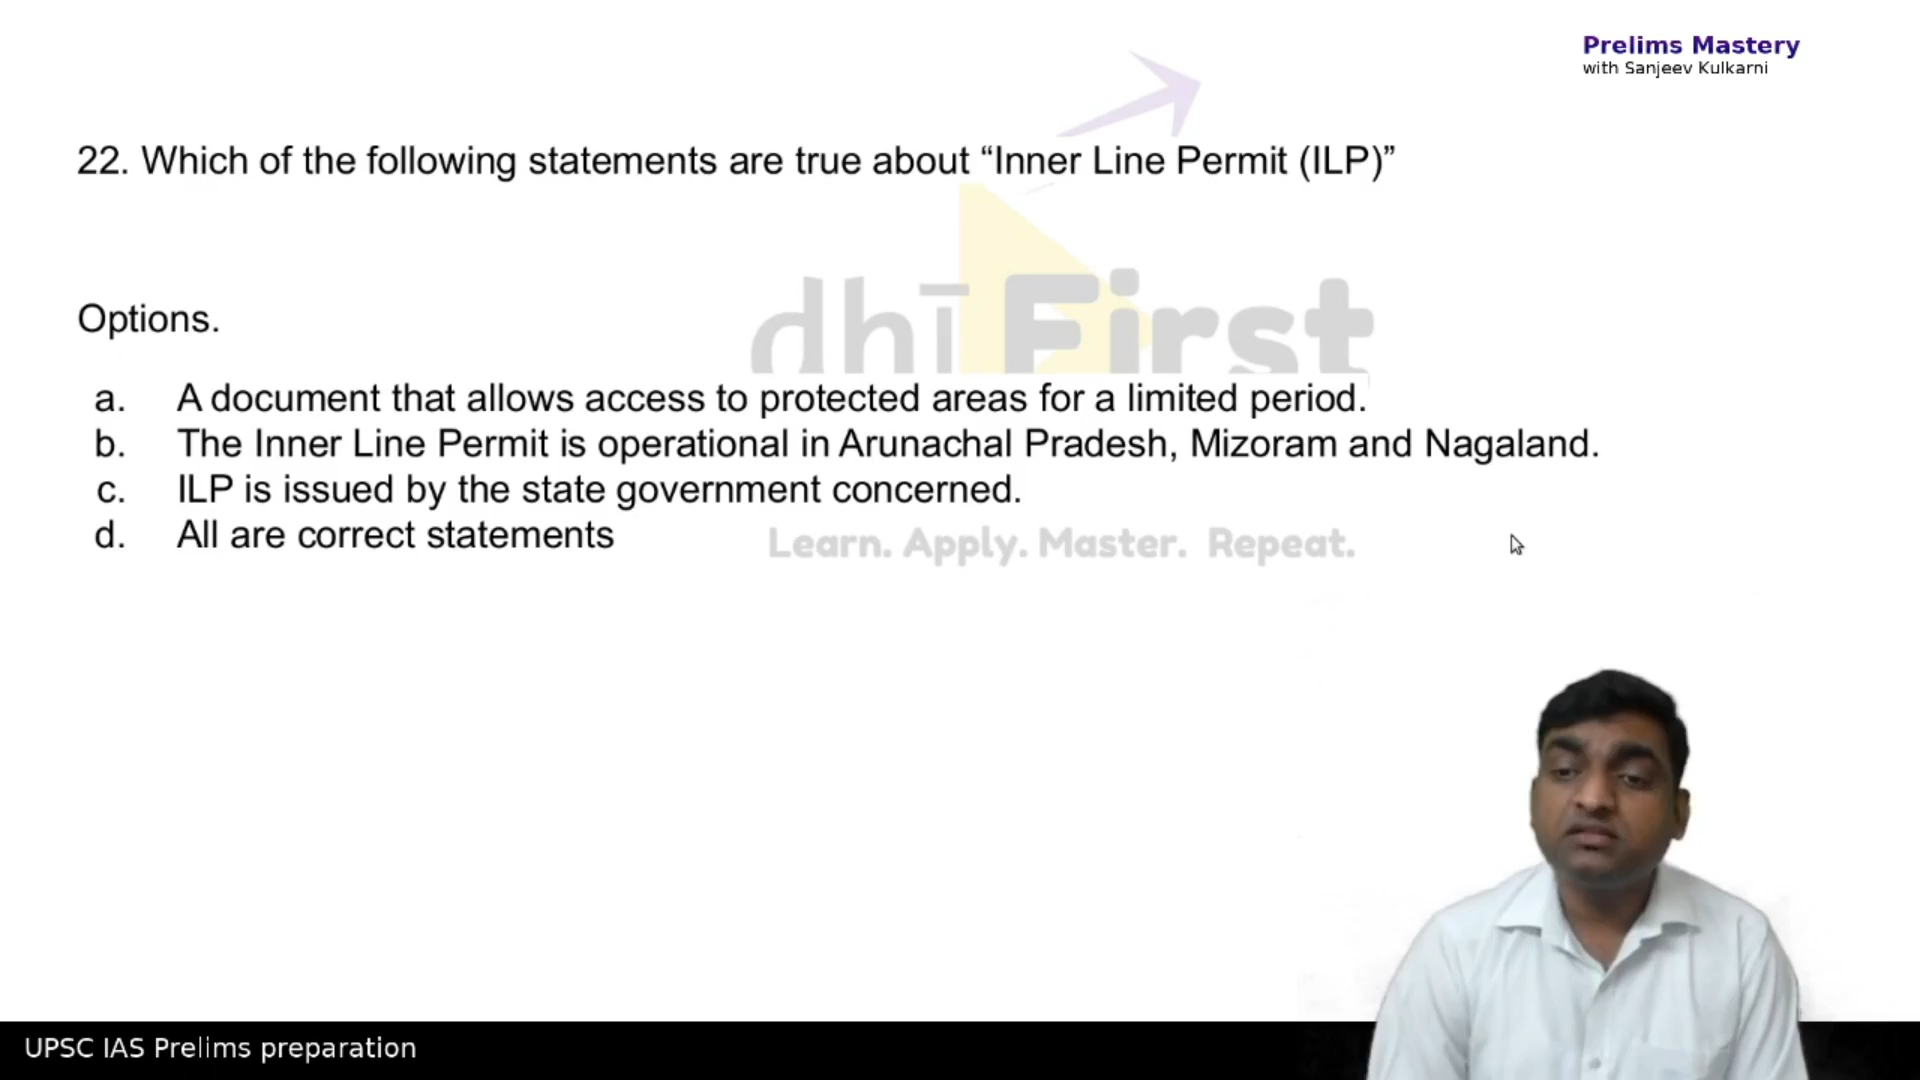 Prelims Mastery
with Sanjeev Kulkarni
22. Which of the following statements are true about “Inner Line Permit (ILP)”
dhī First
Options.
a. A document that allows access to protected areas for a limited period.
b. The Inner Line Permit is operational in Arunachal Pradesh, Mizoram and Nagaland.
c. ILP is issued by the state government concerned.
d. All are correct statements
Learn. Apply. Master. Repeat.
UPSC IAS Prelims preparation